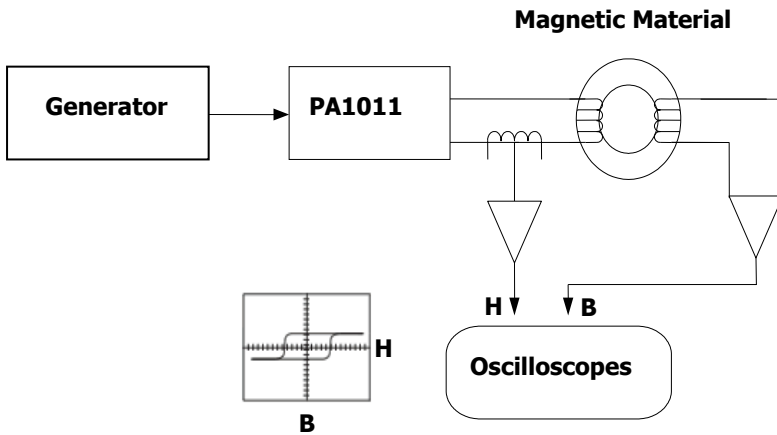 Magnetic Material
Generator
PA1011
H
B
H
Oscilloscopes
B